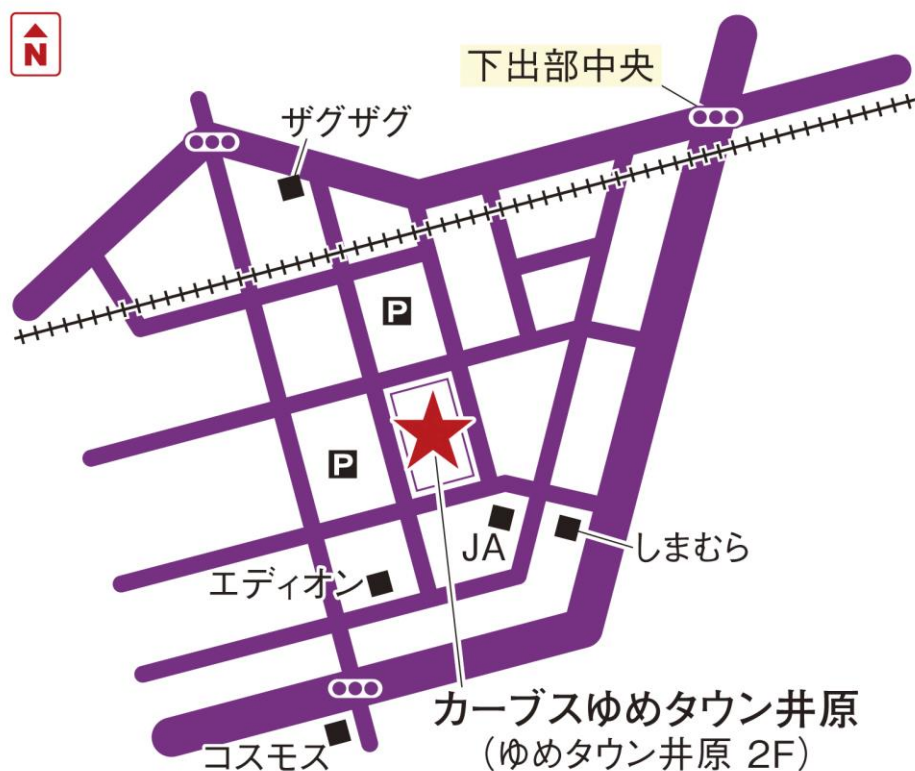 N
下出部中央
ザグザグ
P
P
JA
しまむら
エディオン
カーブスゆめタウン井原
(ゆめタウン井原 2F)
コスモス